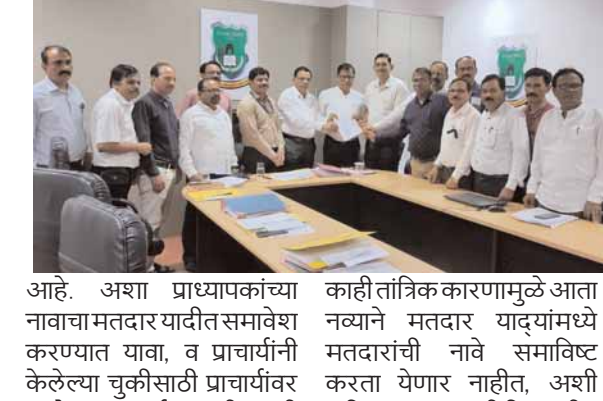 आहे. अशा प्राध्यापकांच्या
नावाचा मतदार यादीत समावेश
करण्यात यावा, व प्राचार्यांनी
केलेल्या चुकीसाठी प्राचार्यांवर
काही तांत्रिक कारणामुळे आता
नव्याने मतदार याद्यांमध्ये
मतदारांची नावे समाविष्ट
करता येणार नाहीत, अशी